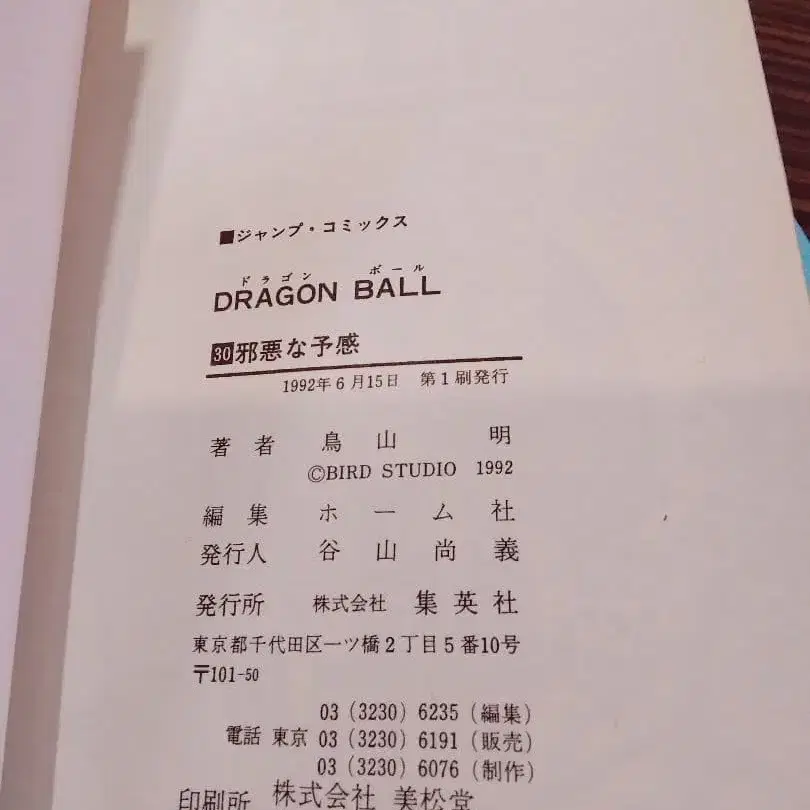 ■ジャンプ・コミックス
ドラゴン ボール
DRAGON BALL
30邪悪な予感
1992年6月15日 第1刷発行
著者 鳥山 明
©BIRD STUDIO 1992
編集 ホーム社
発行人 谷山尚義
発行所 株式会社 集英社
東京都千代田区一ツ橋2丁目5番10号
〒101-50
03(3230)6235(編集)
電話 東京 03(3230)6191(販売)
03(3230)6076(制作)
印刷所 株式会社 美松堂